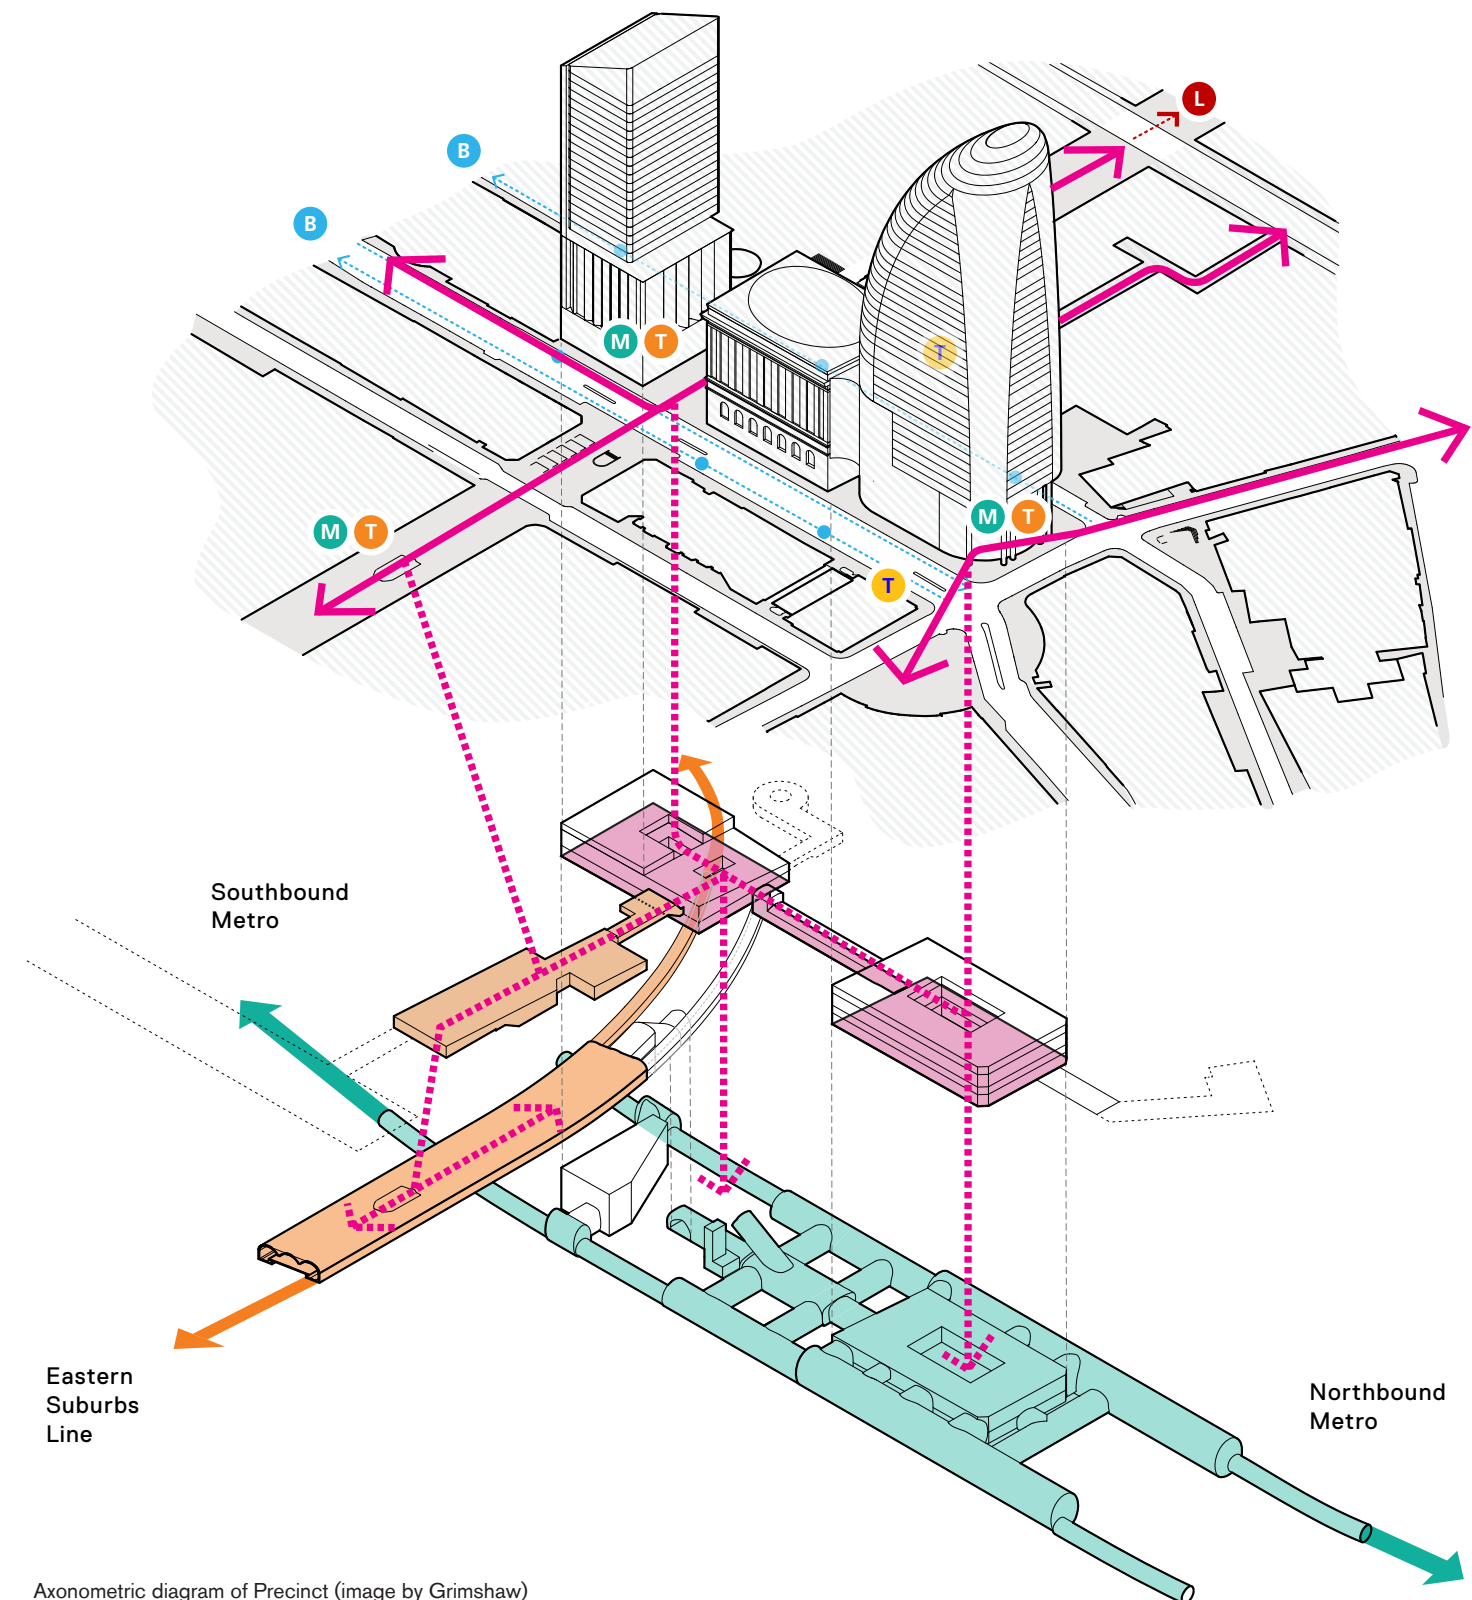 L
B
B
M T
T
M T
M T
T
Southbound
Metro
Eastern
Suburbs
Line
Northbound
Metro
Axonometric diagram of Precinct (image by Grimshaw)